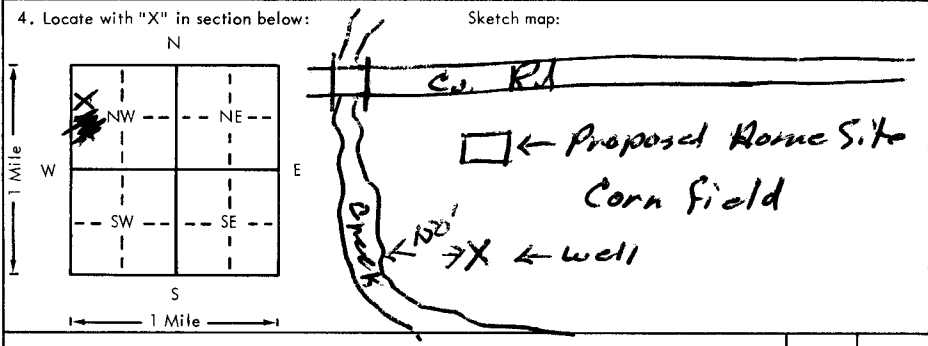 4. Locate with "X" in section below:
Sketch map:
N
X
NW
NE
W
E
1 Mile
SW
SE
S
1 Mile
Co. Rd
← Proposed Home Site
Corn field
Creek
← 200' → X ← well